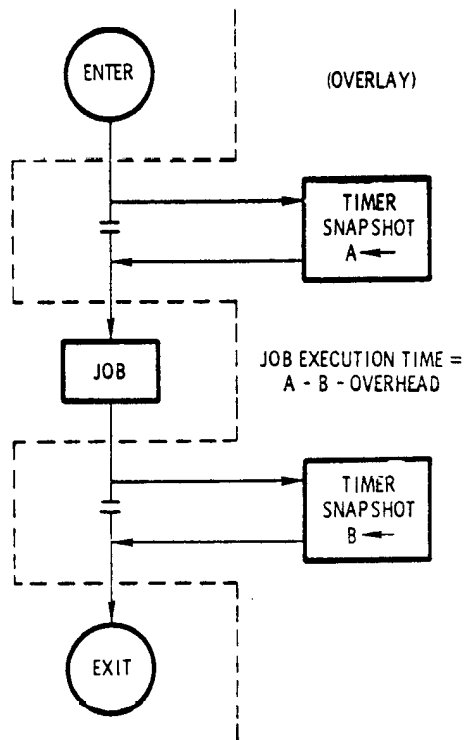 ENTER
(OVERLAY)
TIMER
SNAPSHOT
A ←
JOB
JOB EXECUTION TIME =
A - B - OVERHEAD
TIMER
SNAPSHOT
B ←
EXIT